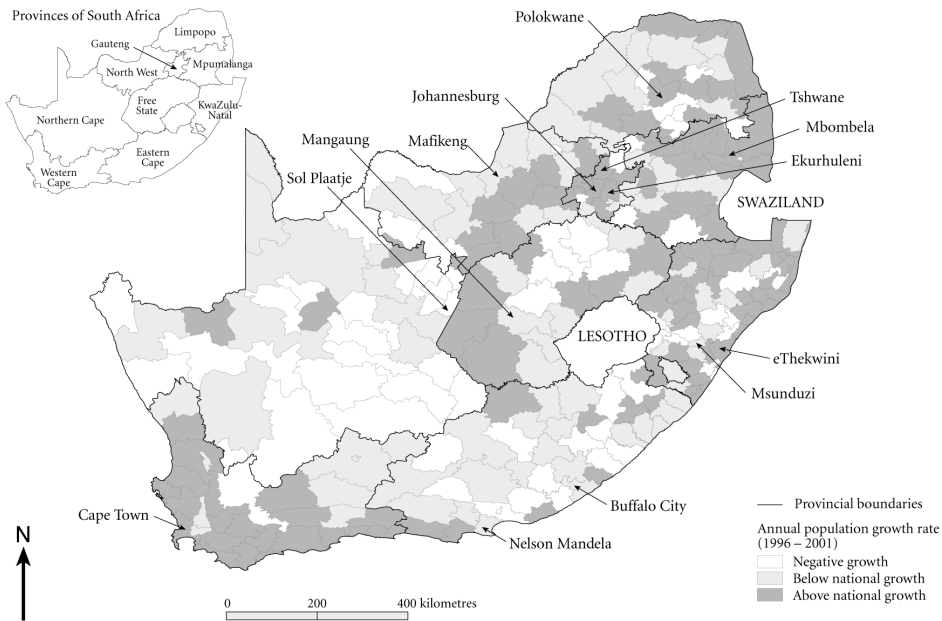 Provinces of South Africa
Limpopo
Gauteng
North West
Mpumalanga
Free
State
KwaZulu-
Natal
Northern Cape
Eastern
Cape
Western
Cape
Polokwane
Johannesburg
Tshwane
Mangaung
Mafikeng
Mbombela
Sol Plaatje
Ekurhuleni
SWAZILAND
LESOTHO
eThekwini
Msunduzi
Buffalo City
Cape Town
Nelson Mandela
N
0 200 400 kilometres
Provincial boundaries
Annual population growth rate
(1996 – 2001)
Negative growth
Below national growth
Above national growth